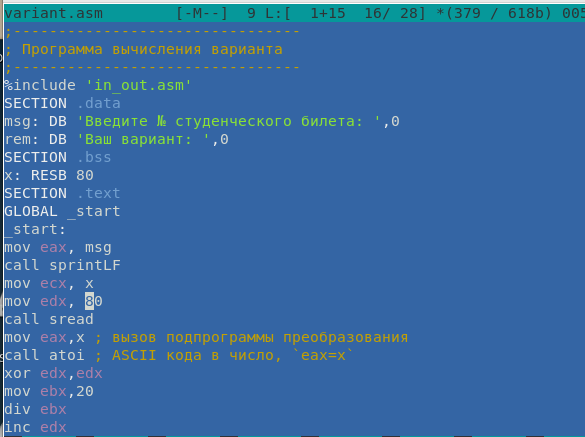 variant.asm [-M--] 9 L:[ 1+15 16/ 28] *(379 / 618b) 005
;--------------------------------
; Программа вычисления варианта
;--------------------------------
%include 'in_out.asm'
SECTION .data
msg: DB 'Введите № студенческого билета: ',0
rem: DB 'Ваш вариант: ',0
SECTION .bss
x: RESB 80
SECTION .text
GLOBAL _start
_start:
mov eax, msg
call sprintLF
mov ecx, x
mov edx, 80
call sread
mov eax,x ; вызов подпрограммы преобразования
call atoi ; ASCII кода в число, `eax=x`
xor edx,edx
mov ebx,20
div ebx
inc edx